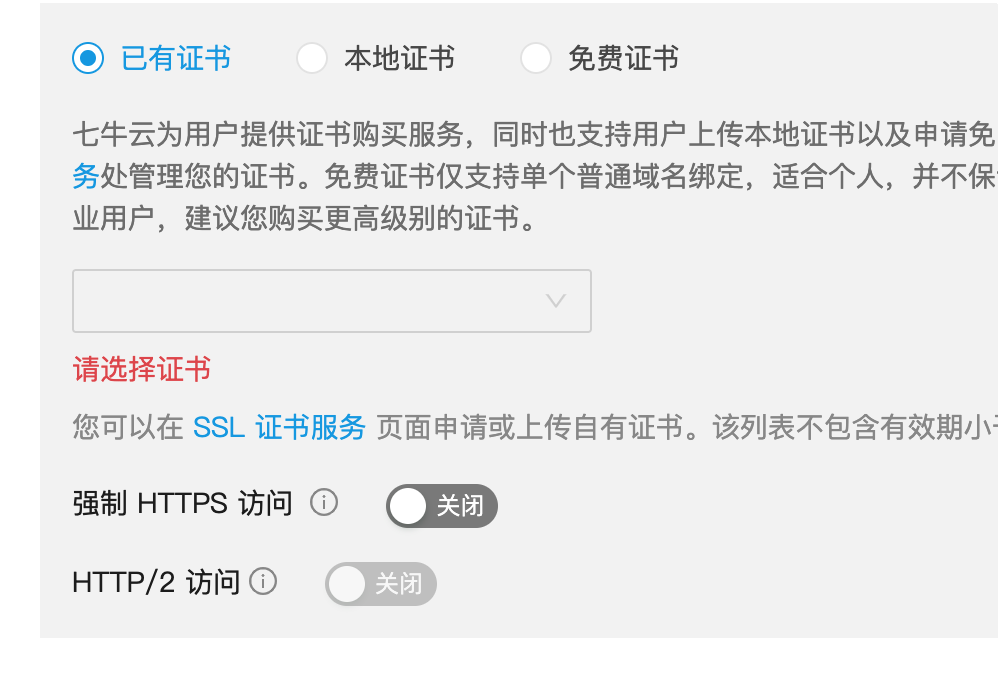 已有证书 本地证书 免费证书
七牛云为用户提供证书购买服务，同时也支持用户上传本地证书以及申请免
务处管理您的证书。免费证书仅支持单个普通域名绑定，适合个人，并不保
业用户，建议您购买更高级别的证书。
请选择证书
您可以在 SSL 证书服务 页面申请或上传自有证书。该列表不包含有效期小
强制 HTTPS 访问 关闭
HTTP/2 访问 关闭